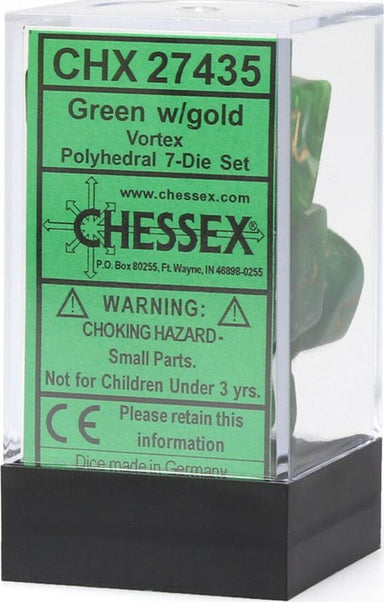 CHX 27435
Green w/gold
Vortex
Polyhedral 7-Die Set
www.chessex.com
CHESSEX®
P.O. Box 80255, Ft. Wayne, IN 46898-0255
WARNING:
CHOKING HAZARD-
Small Parts.
Not for Children Under 3 yrs.
CE Please retain this
information
Dice made in Germany